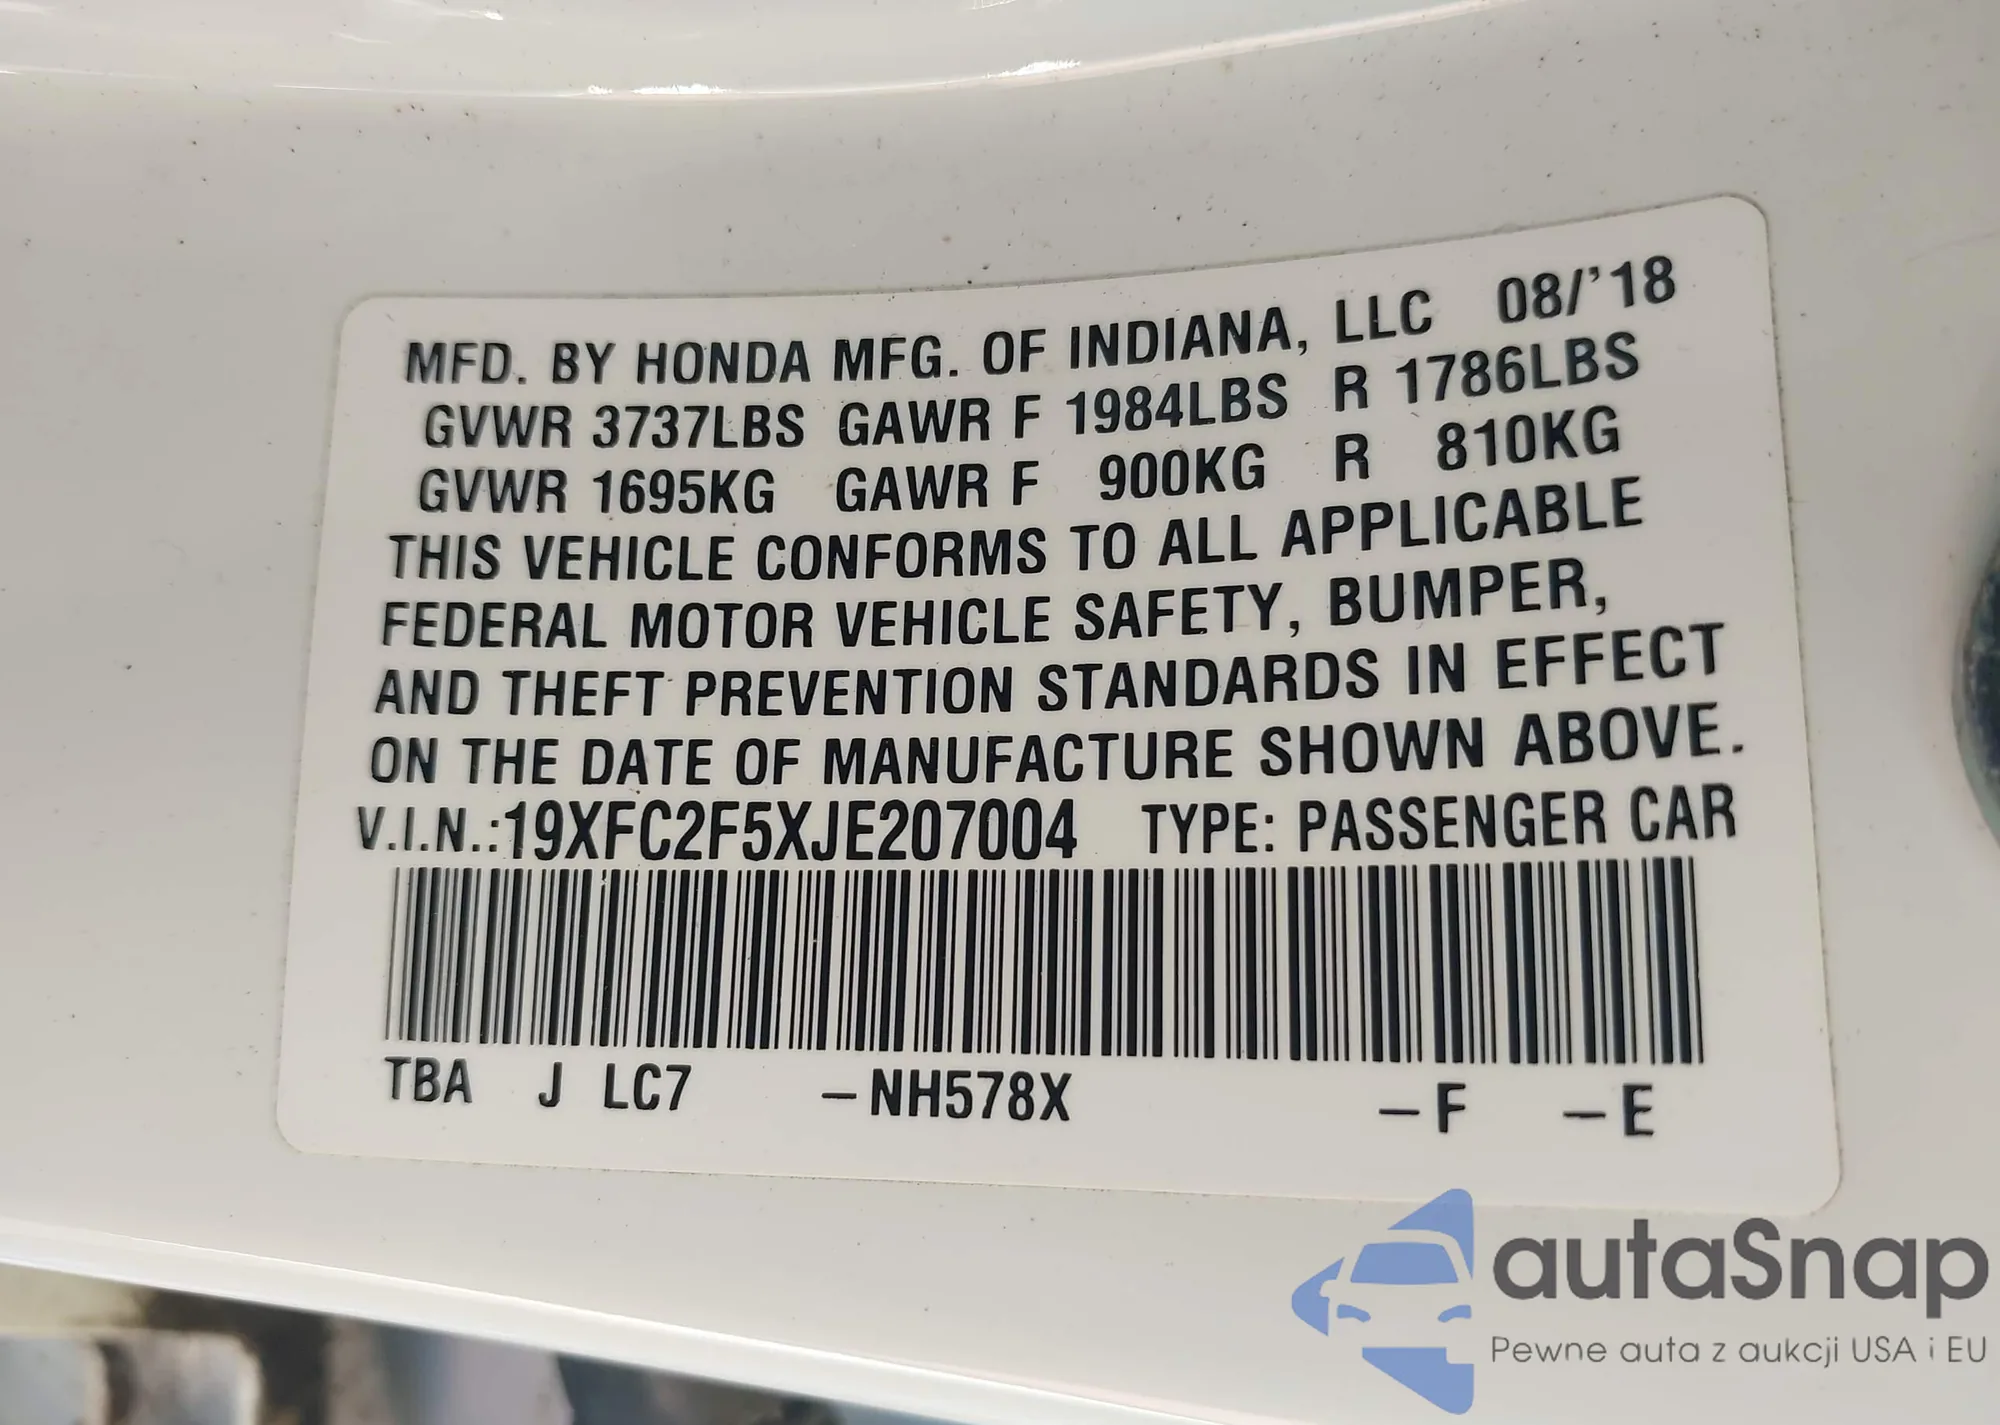 MFD. BY HONDA MFG. OF INDIANA, LLC 08/'18
GVWR 3737LBS GAWR F 1984LBS R 1786LBS
GVWR 1695KG GAWR F 900KG R 810KG
THIS VEHICLE CONFORMS TO ALL APPLICABLE
FEDERAL MOTOR VEHICLE SAFETY, BUMPER,
AND THEFT PREVENTION STANDARDS IN EFFECT
ON THE DATE OF MANUFACTURE SHOWN ABOVE.
V.I.N.:19XFC2F5XJE207004 TYPE: PASSENGER CAR
TBA J LC7 –NH578X –F –E
autaSnap
Pewne auta z aukcji USA i EU